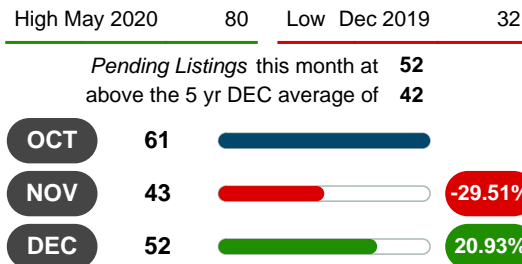 High May 2020 80 Low Dec 2019 32
Pending Listings this month at 52
above the 5 yr DEC average of 42
OCT 61
NOV 43 -29.51%
DEC 52 20.93%